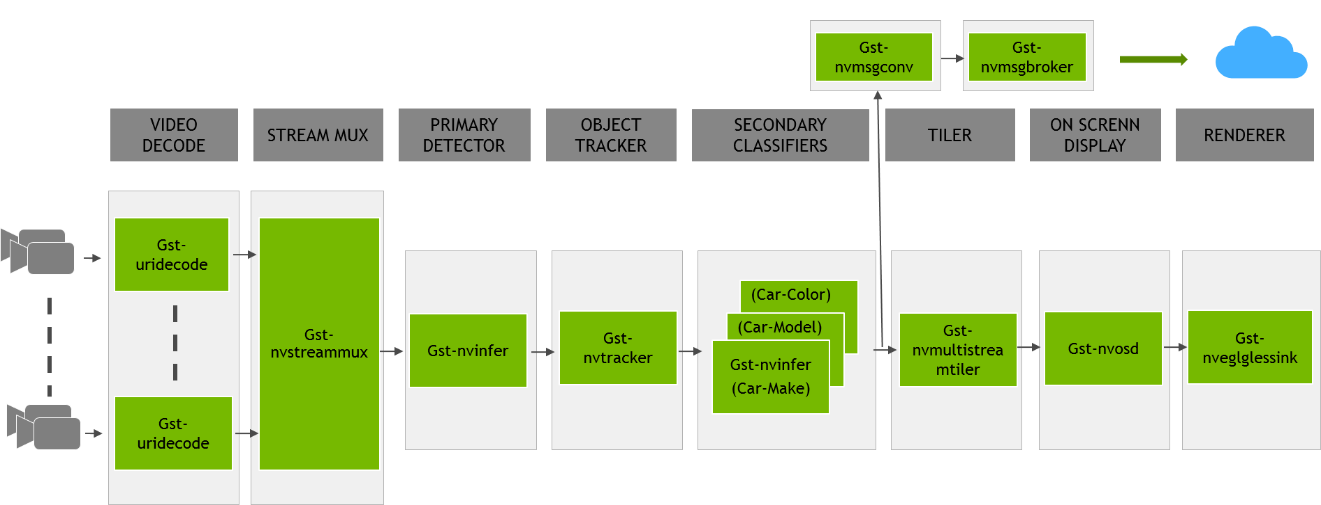 Gst-
nvmsgconv
Gst-
nvmsgbroker
VIDEO
DECODE
STREAM MUX
PRIMARY
DETECTOR
OBJECT
TRACKER
SECONDARY
CLASSIFIERS
TILER
ON SCRENN
DISPLAY
RENDERER
Gst-
uridecode
Gst-
uridecode
Gst-
nvstreammux
Gst-nvinfer
Gst-
nvtracker
(Car-Color)
(Car-Model)
Gst-nvinfer
(Car-Make)
Gst-
nvmultistrea
mtiler
Gst-nvosd
Gst-
nveglglessink